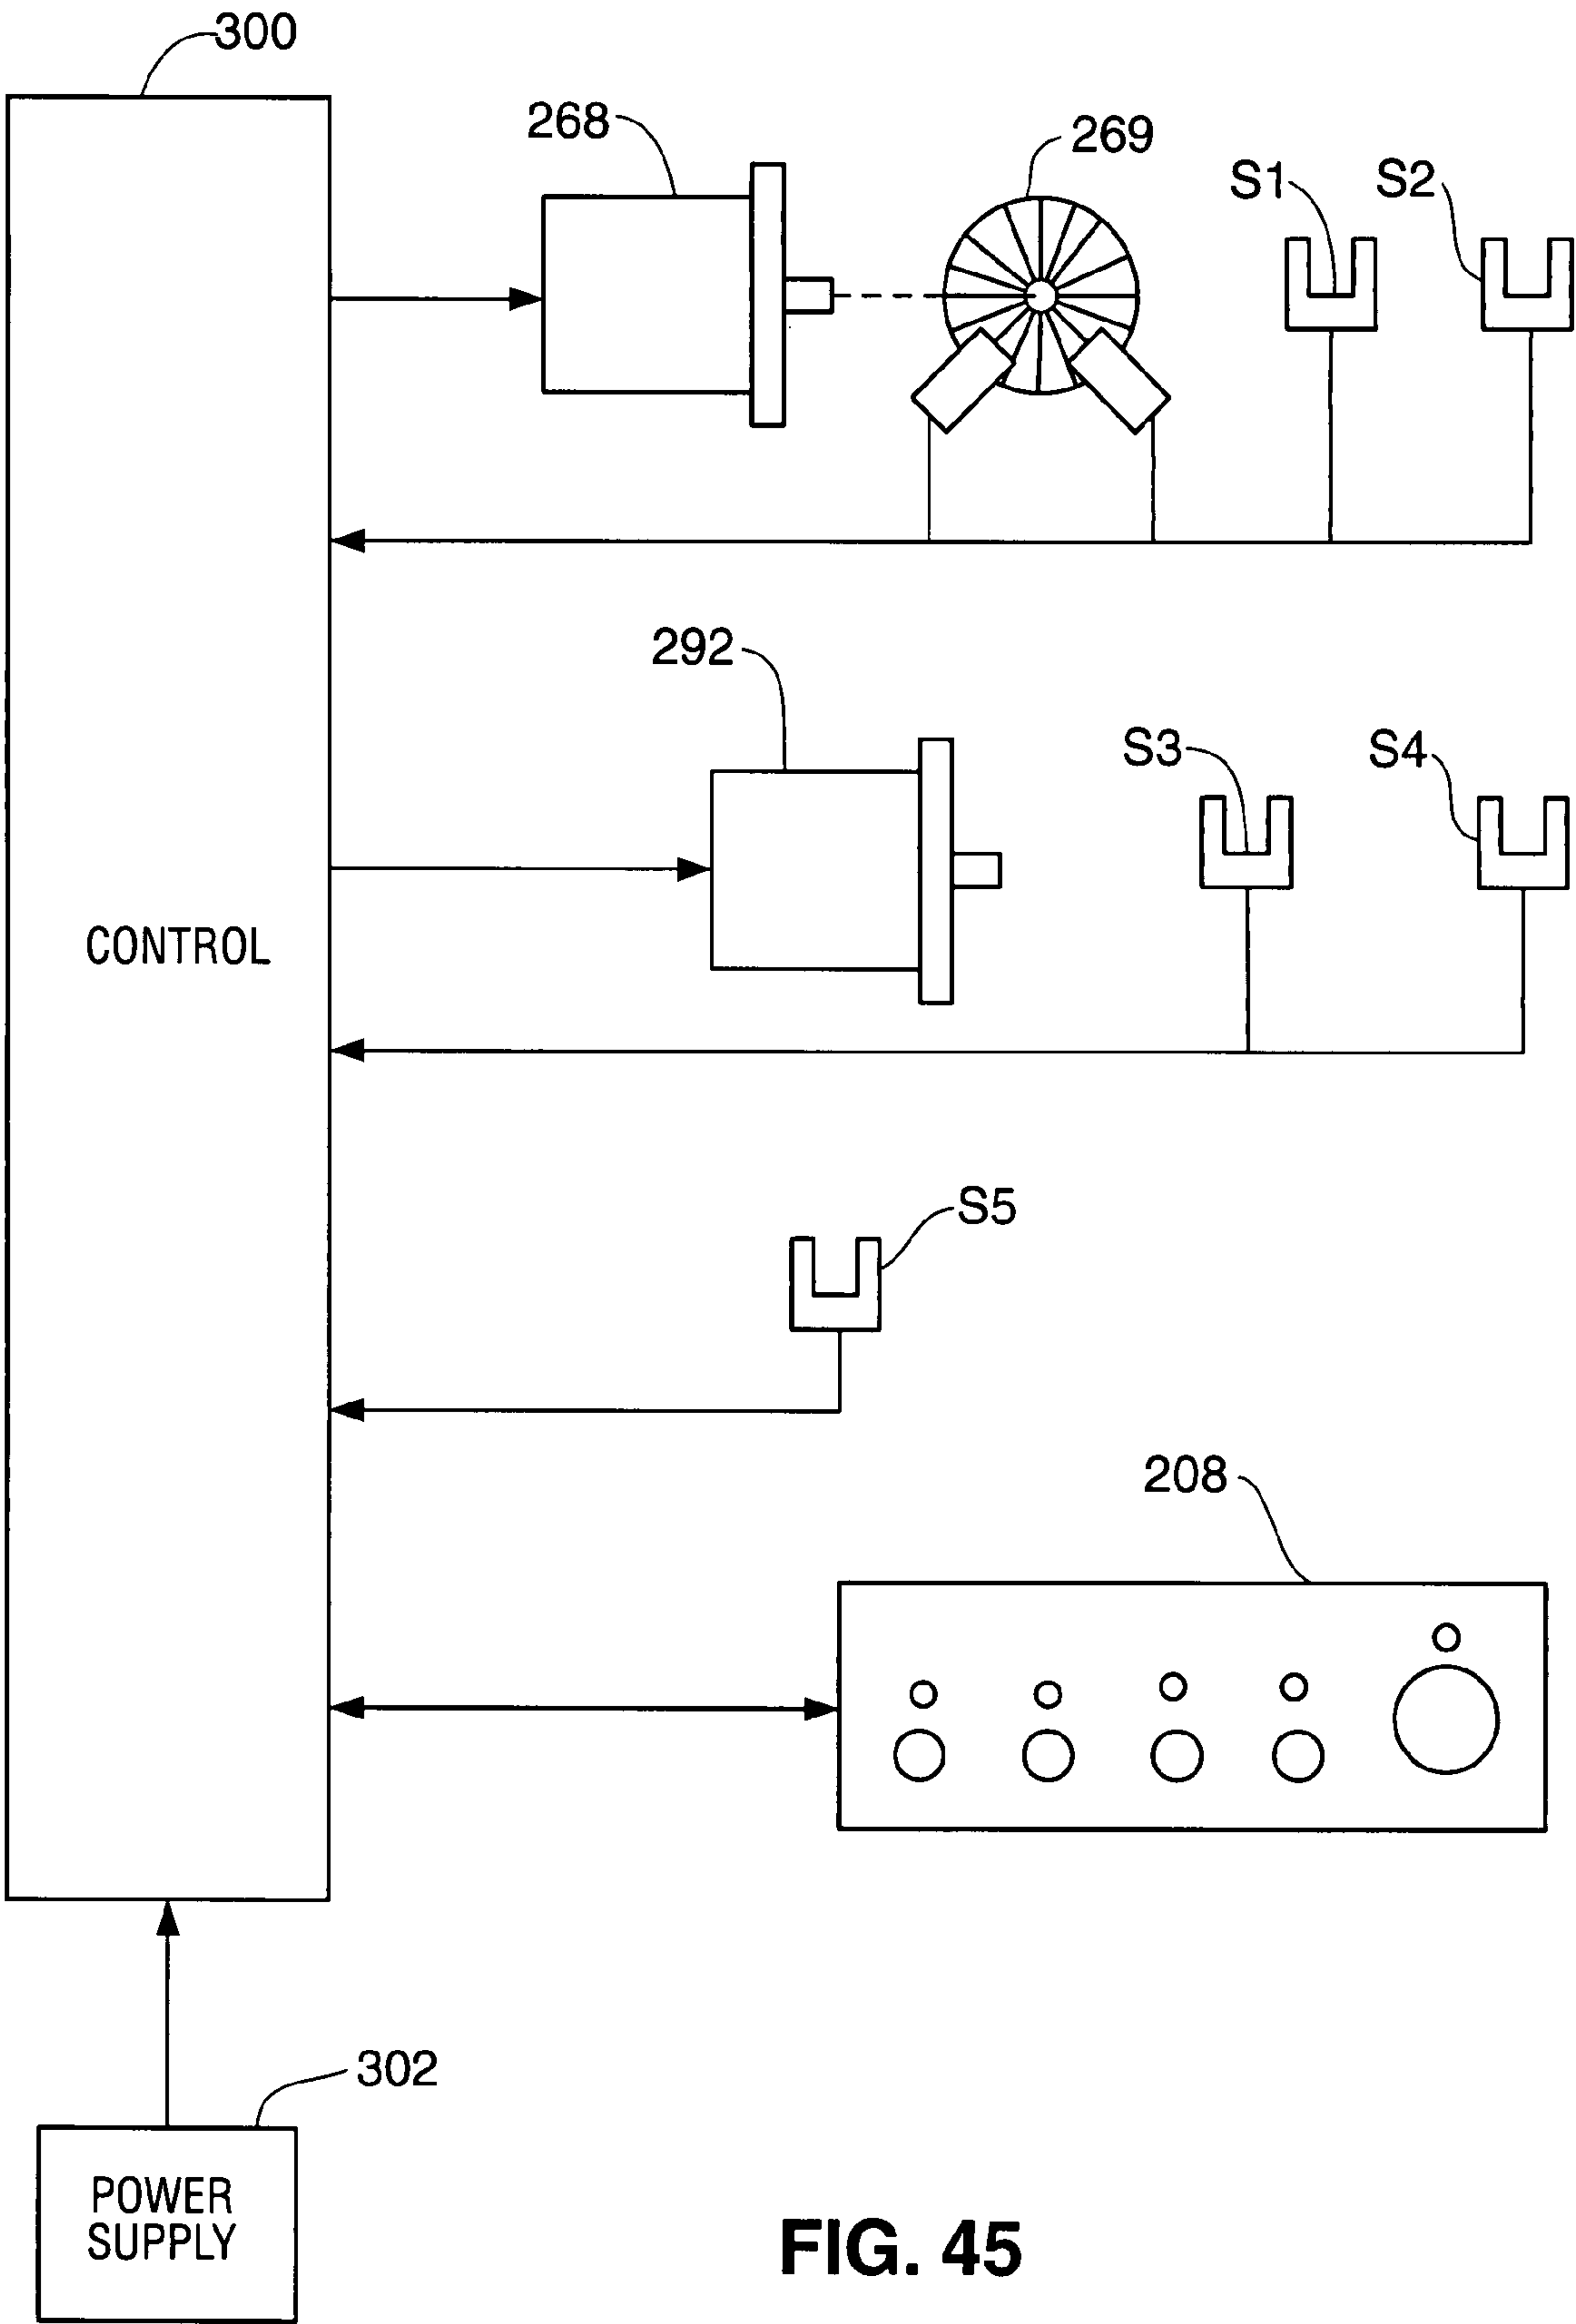 300
268
269
S1
S2
292
S3
S4
CONTROL
S5
208
302
POWER
SUPPLY
FIG. 45